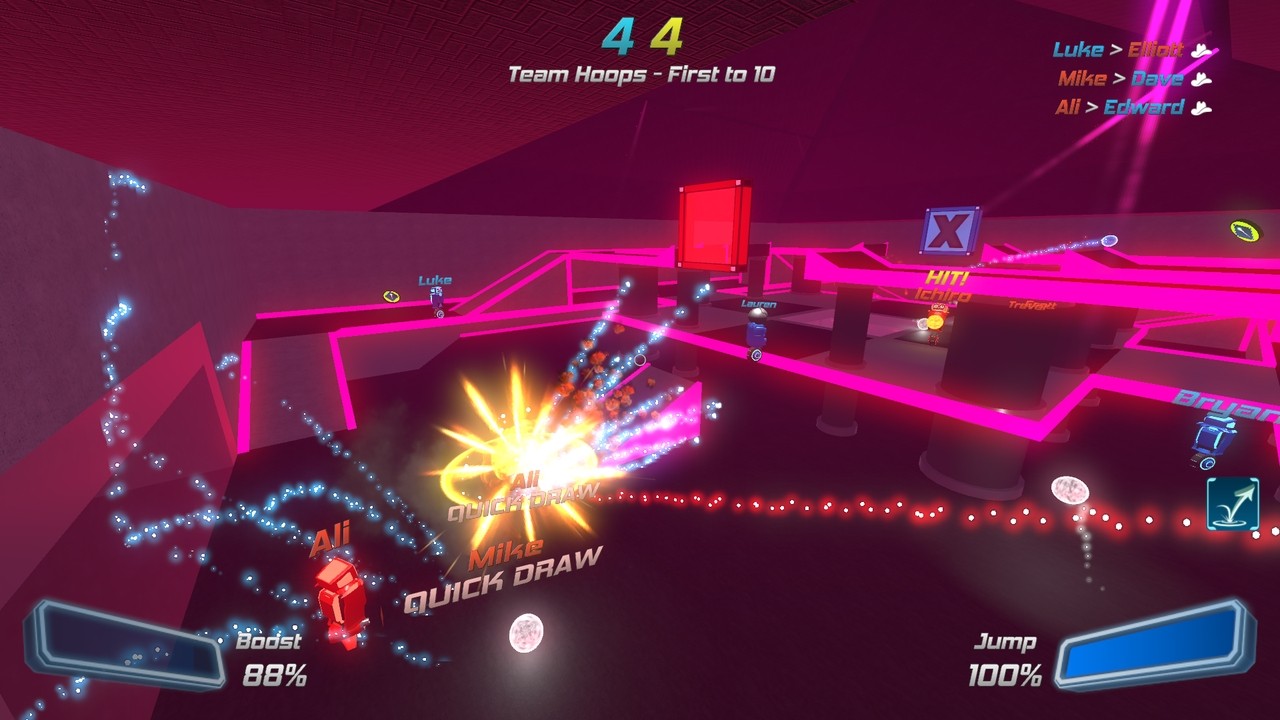 4 4
Team Hoops - First to 10
Luke > Elliott
Mike > Dave
Ali > Edward
X
HIT!
Ichiro
Luke
Lauren
Bryan
Ali
QUICK DRAW
Mike
QUICK DRAW
Ali
Boost
88%
Jump
100%